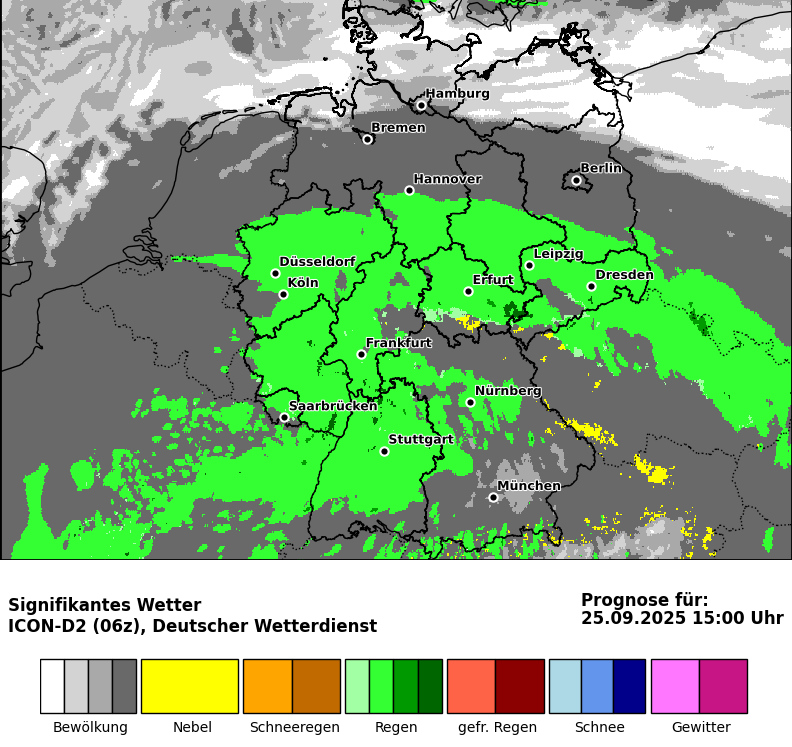 Hamburg
Bremen
Berlin
Hannover
Düsseldorf
Leipzig
Köln
Erfurt
Dresden
Frankfurt
Nürnberg
Saarbrücken
Stuttgart
München
Signifikantes Wetter
ICON-D2 (06z), Deutscher Wetterdienst
Prognose für:
25.09.2025 15:00 Uhr
Bewölkung
Nebel
Schneeregen
Regen
gefr. Regen
Schnee
Gewitter